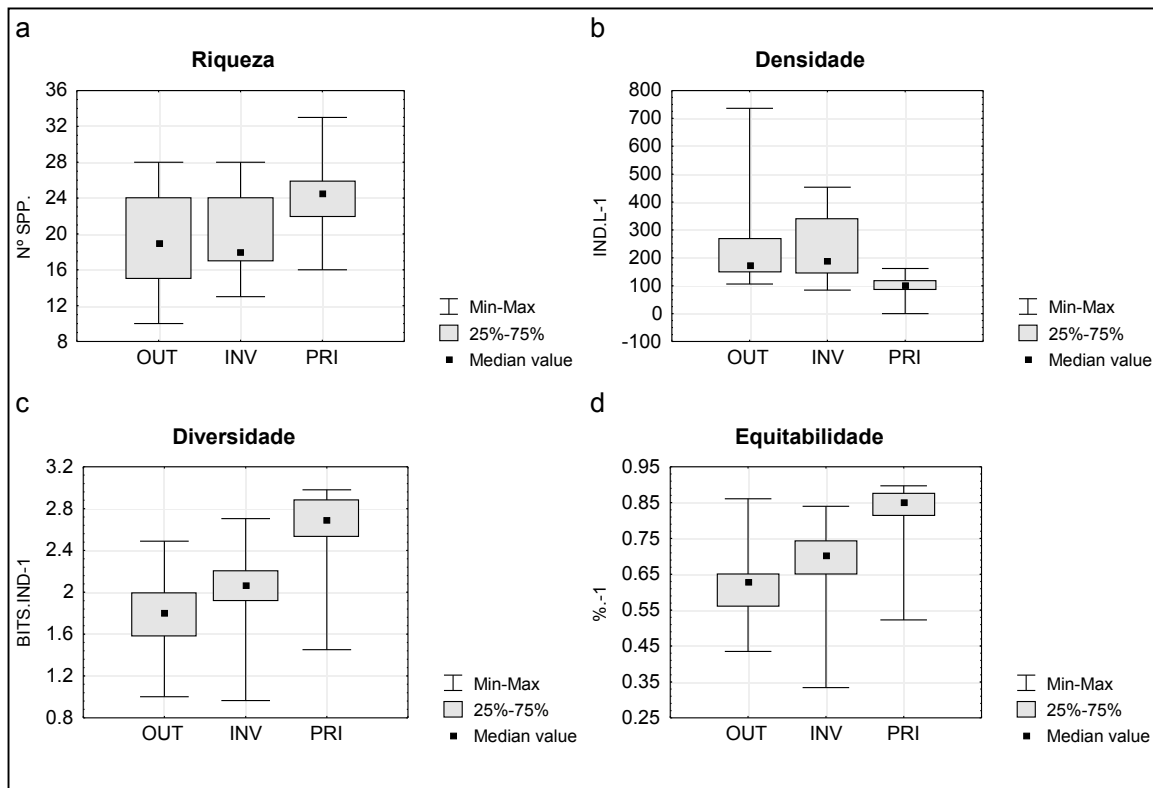 a
Riqueza
Nº SPP.
36
32
28
24
20
16
12
8
OUT INV PRI
Min-Max
25%-75%
Median value
b
Densidade
IND.L-1
800
700
600
500
400
300
200
100
0
-100
OUT INV PRI
Min-Max
25%-75%
Median value
c
Diversidade
BITS.IND-1
3.2
2.8
2.4
2
1.6
1.2
0.8
OUT INV PRI
Min-Max
25%-75%
Median value
d
Equitabilidade
%.-1
0.95
0.85
0.75
0.65
0.55
0.45
0.35
0.25
OUT INV PRI
Min-Max
25%-75%
Median value